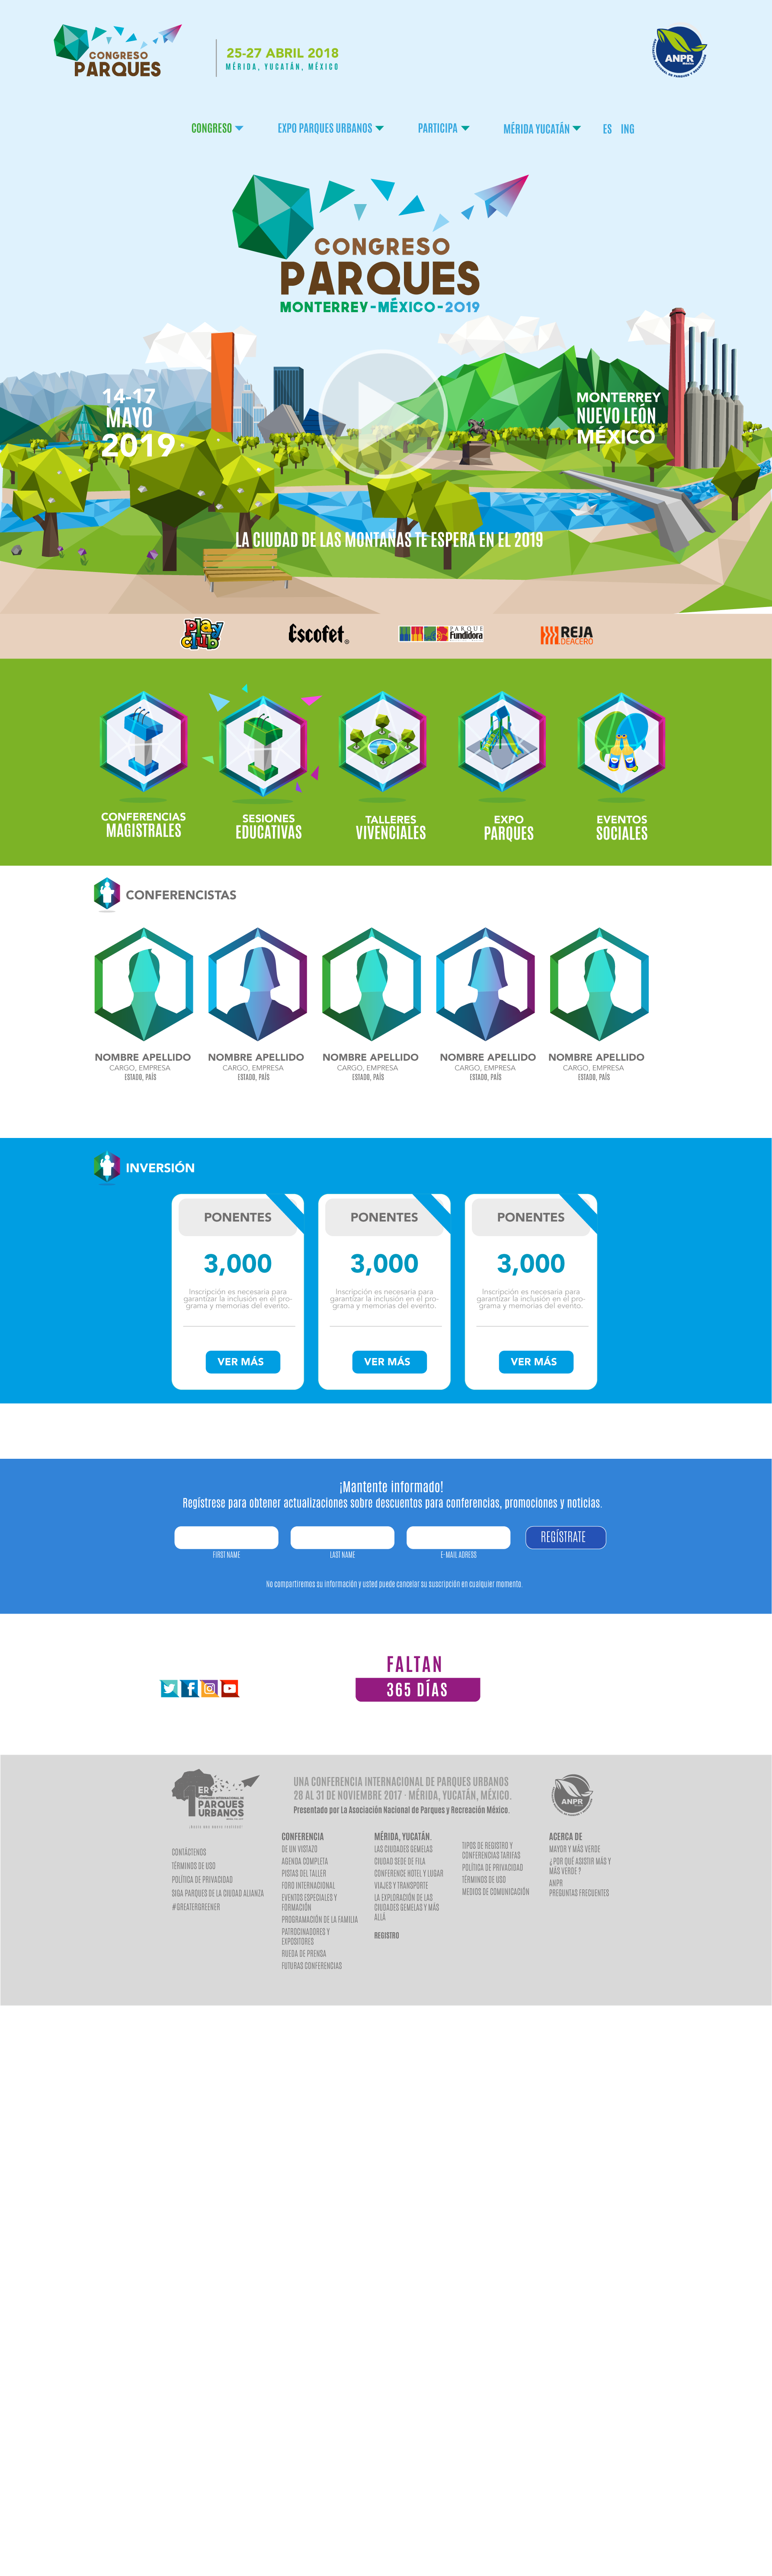 CONGRESO
PARQUES
25-27 ABRIL 2018
MÉRIDA, YUCATÁN, MÉXICO
ANPR
MÉXICO
CONGRESO
EXPO PARQUES URBANOS
PARTICIPA
MÉRIDA YUCATÁN
ES ING
CONGRESO
PARQUES
MONTERREY-MÉXICO-2019
14-17
MAYO
2019
MONTERREY
NUEVO LEÓN
MÉXICO
LA CIUDAD DE LAS MONTAÑAS TE ESPERA EN EL 2019
Play
club
Escofet®
PARQUE
Fundidora
REJA
DEACERO
CONFERENCIAS
MAGISTRALES
SESIONES
EDUCATIVAS
TALLERES
VIVENCIALES
EXPO
PARQUES
EVENTOS
SOCIALES
CONFERENCISTAS
NOMBRE APELLIDO
CARGO, EMPRESA
ESTADO, PAÍS
NOMBRE APELLIDO
CARGO, EMPRESA
ESTADO, PAÍS
NOMBRE APELLIDO
CARGO, EMPRESA
ESTADO, PAÍS
NOMBRE APELLIDO
CARGO, EMPRESA
ESTADO, PAÍS
NOMBRE APELLIDO
CARGO, EMPRESA
ESTADO, PAÍS
INVERSIÓN
PONENTES
3,000
Inscripción es necesaria para
garantizar la inclusión en el pro-
grama y memorias del evento.
VER MÁS
PONENTES
3,000
Inscripción es necesaria para
garantizar la inclusión en el pro-
grama y memorias del evento.
VER MÁS
PONENTES
3,000
Inscripción es necesaria para
garantizar la inclusión en el pro-
grama y memorias del evento.
VER MÁS
¡Mantente informado!
Regístrese para obtener actualizaciones sobre descuentos para conferencias, promociones y noticias.
REGÍSTRATE
FIRST NAME
LAST NAME
E-MAIL ADRESS
No compartiremos su información y usted puede cancelar su suscripción en cualquier momento.
FALTAN
365 DÍAS
1ER
PARQUES
URBANOS
UNA CONFERENCIA INTERNACIONAL DE PARQUES URBANOS
28 AL 31 DE NOVIEMBRE 2017 · MÉRIDA, YUCATÁN, MÉXICO.
Presentado por La Asociación Nacional de Parques y Recreación México.
ANPR
CONTÁCTENOS
TÉRMINOS DE USO
POLÍTICA DE PRIVACIDAD
SIGA PARQUES DE LA CIUDAD ALIANZA
#GREATERGREENER
CONFERENCIA
DE UN VISTAZO
AGENDA COMPLETA
PISTAS DEL TALLER
FORO INTERNACIONAL
EVENTOS ESPECIALES Y
FORMACIÓN
PROGRAMACIÓN DE LA FAMILIA
PATROCINADORES Y
EXPOSITORES
RUEDA DE PRENSA
FUTURAS CONFERENCIAS
MÉRIDA, YUCATÁN.
LAS CIUDADES GEMELAS
CIUDAD SEDE DE FILA
CONFERENCE HOTEL Y LUGAR
VIAJES Y TRANSPORTE
LA EXPLORACIÓN DE LAS
CIUDADES GEMELAS Y MÁS
ALLÁ
REGISTRO
TIPOS DE REGISTRO Y
CONFERENCIAS TARIFAS
POLÍTICA DE PRIVACIDAD
TÉRMINOS DE USO
MEDIOS DE COMUNICACIÓN
ACERCA DE
MAYOR Y MÁS VERDE
¿ POR QUÉ ASISTIR MÁS Y
MÁS VERDE ?
ANPR
PREGUNTAS FRECUENTES